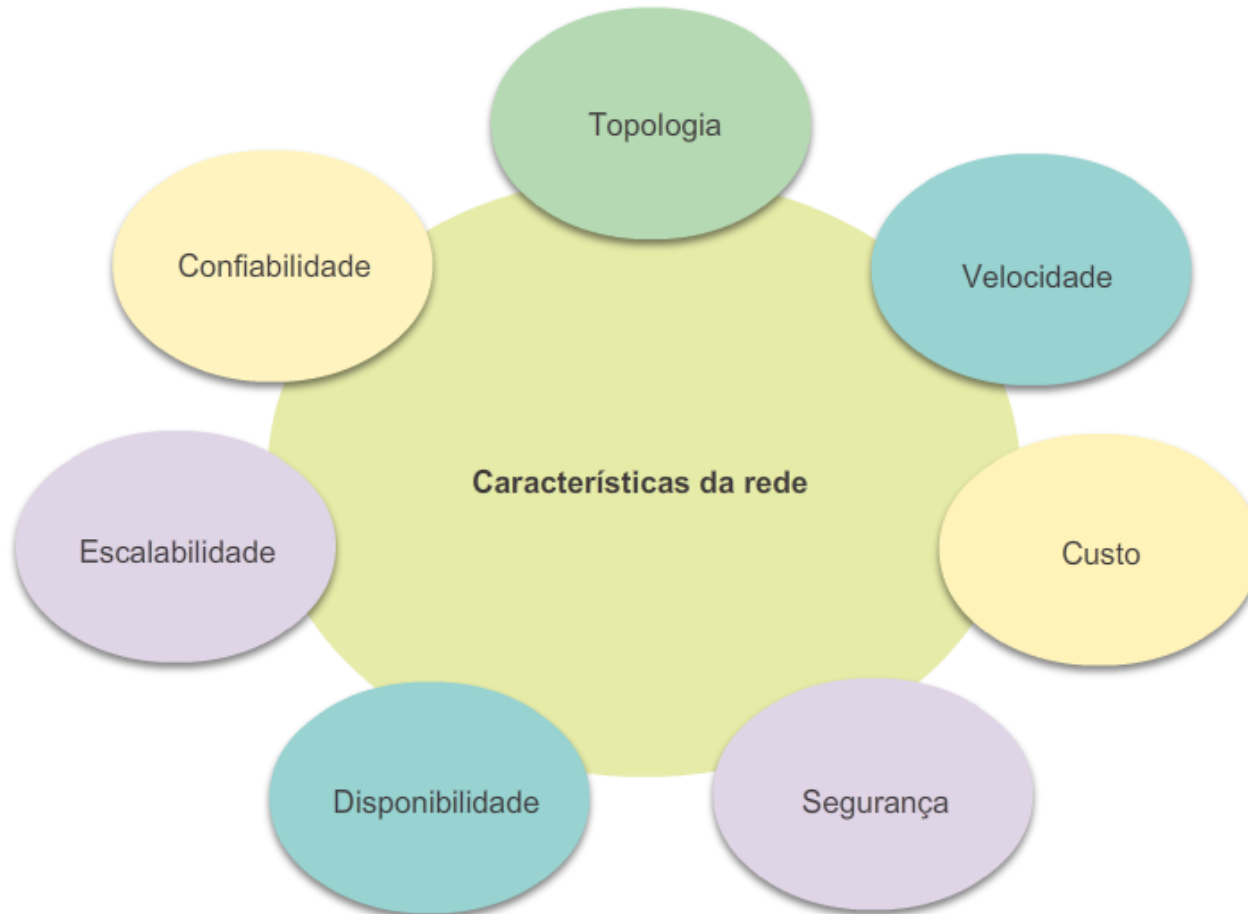 Topologia
Confiabilidade
Velocidade
Características da rede
Escalabilidade
Custo
Disponibilidade
Segurança